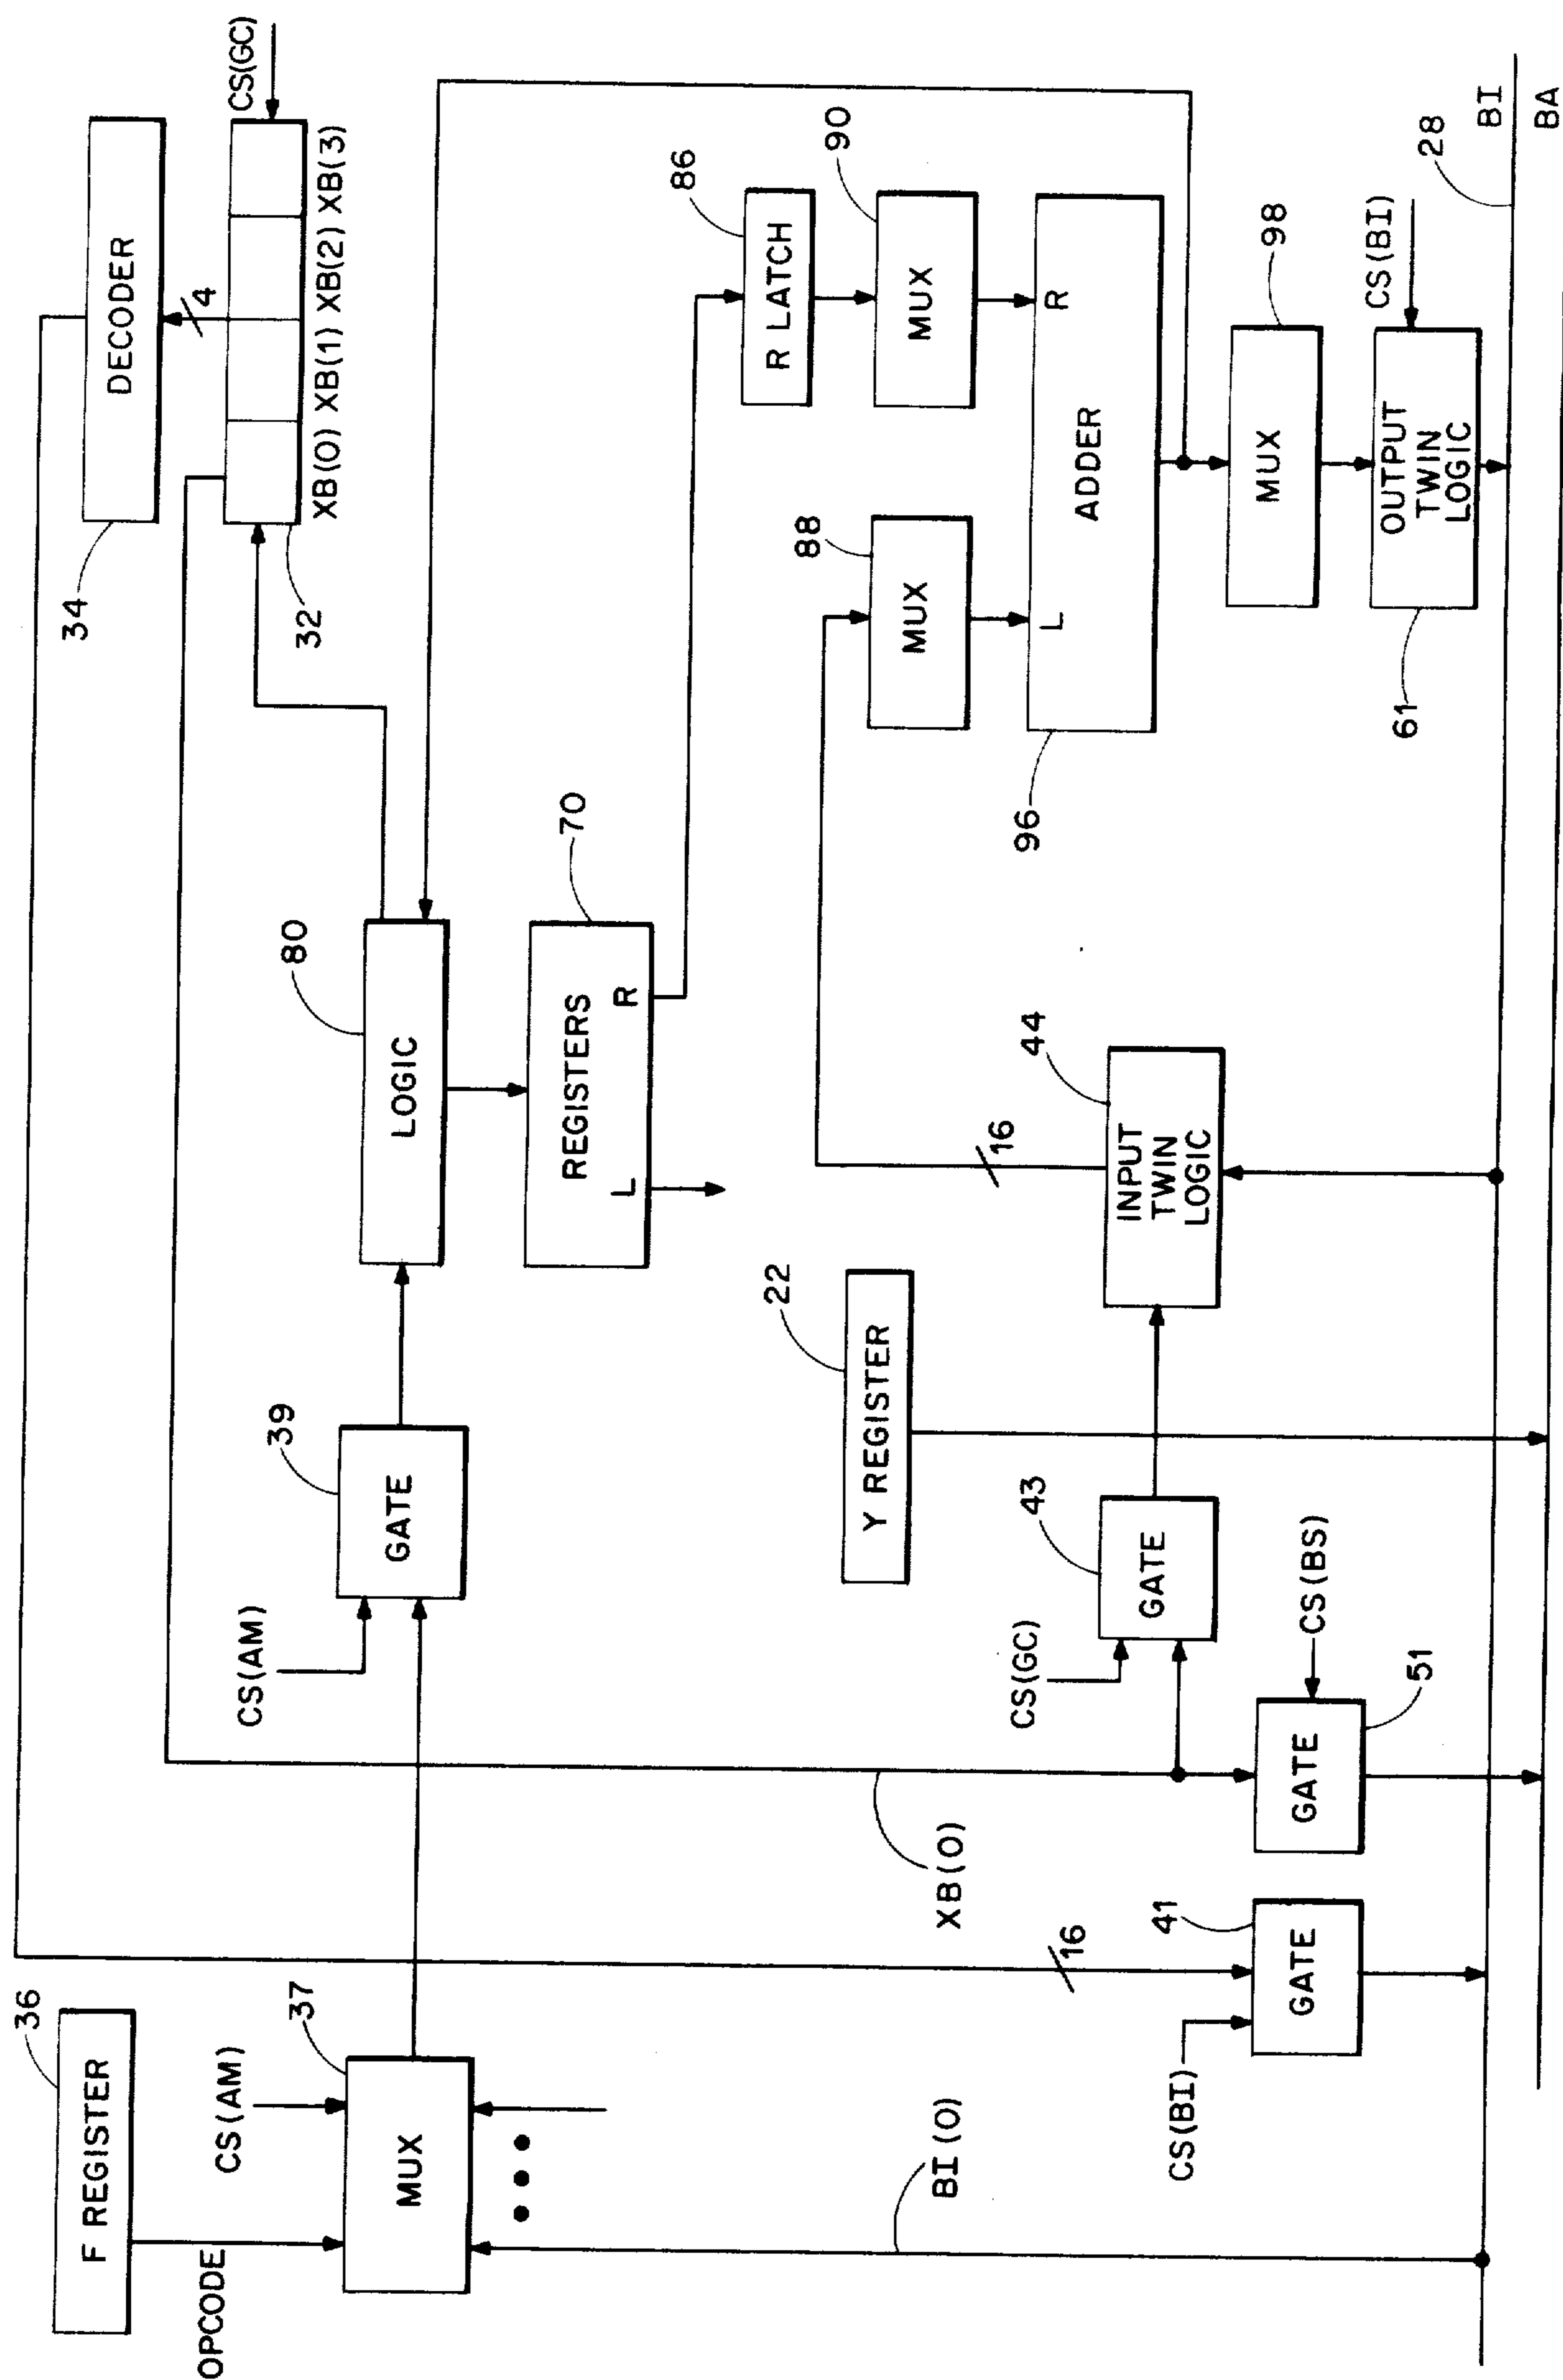 36
F REGISTER
OPCODE
CS(AM)
37
MUX
BI(0)
34
DECODER
4
CS(GC)
32
XB(0) XB(1) XB(2) XB(3)
CS(AM)
39
GATE
80
LOGIC
70
REGISTERS
L
R
86
R LATCH
88
MUX
90
MUX
L
R
96
ADDER
98
MUX
CS(BI)
61
OUTPUT
TWIN
LOGIC
28
BI
BA
22
Y REGISTER
16
44
INPUT
TWIN
LOGIC
43
GATE
CS(GC)
XB(0)
CS(BS)
51
GATE
16
41
GATE
CS(BI)